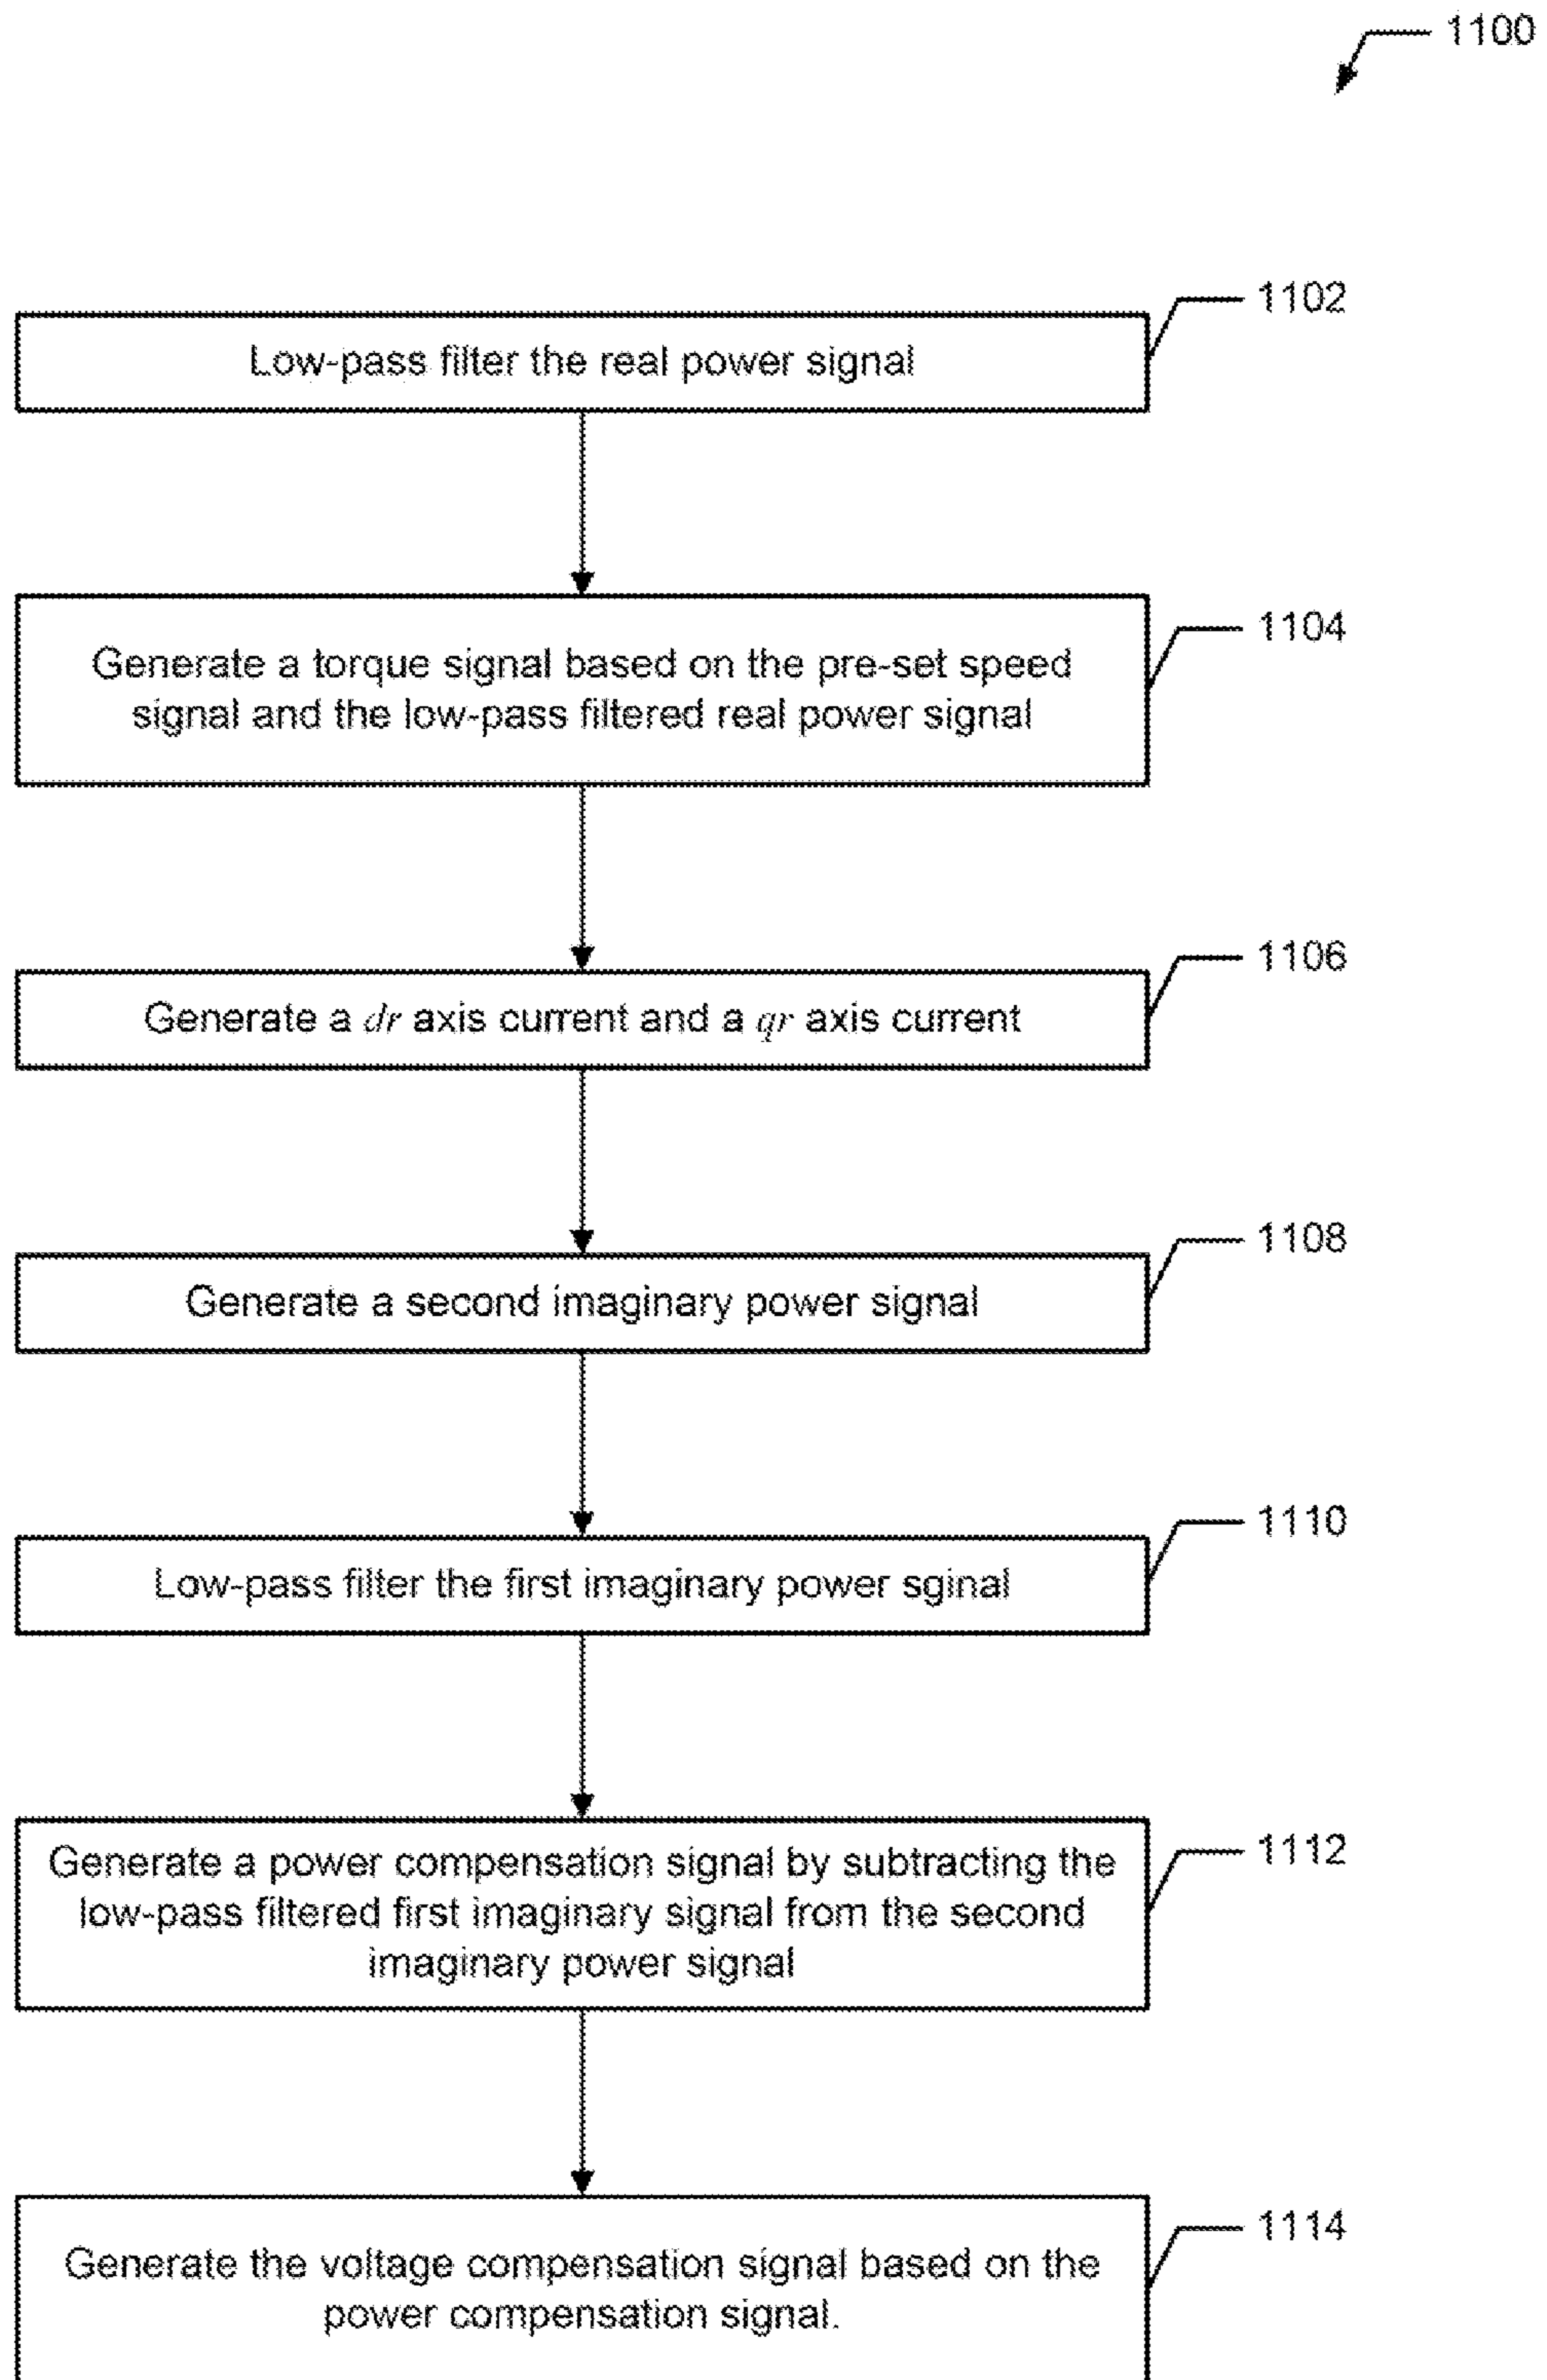 1100
1102
Low-pass filter the real power signal
1104
Generate a torque signal based on the pre-set speed
signal and the low-pass filtered real power signal
1106
Generate a dr axis current and a qr axis current
1108
Generate a second imaginary power signal
1110
Low-pass filter the first imaginary power sginal
1112
Generate a power compensation signal by subtracting the
low-pass filtered first imaginary signal from the second
imaginary power signal
1114
Generate the voltage compensation signal based on the
power compensation signal.